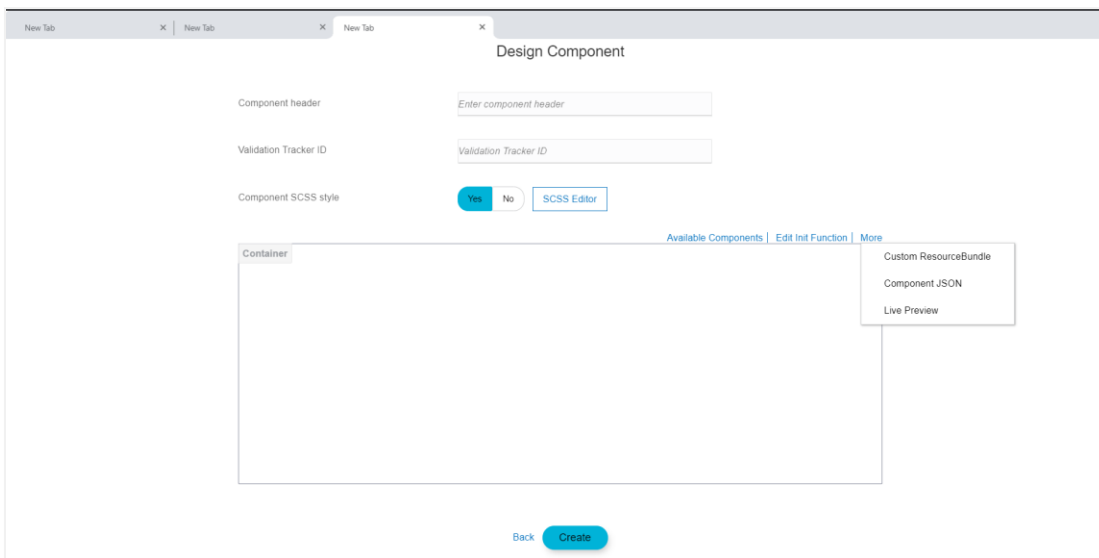 New Tab × New Tab × New Tab ×
Design Component
Component header Enter component header
Validation Tracker ID Validation Tracker ID
Component SCSS style Yes No SCSS Editor
Available Components | Edit Init Function | More
Container
Custom ResourceBundle
Component JSON
Live Preview
Back Create